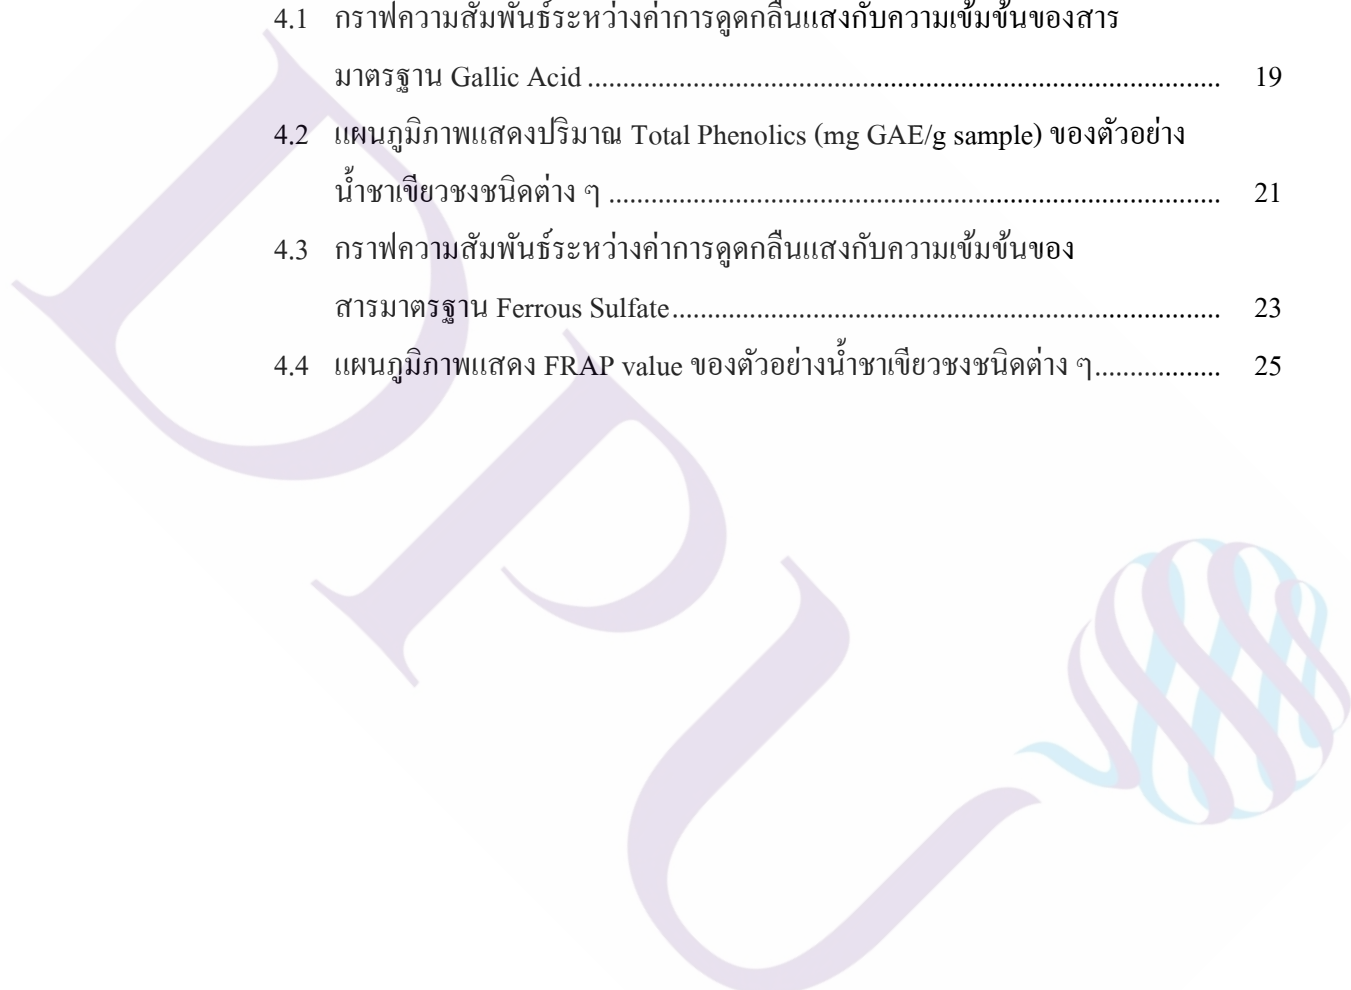 4.1 กราฟความสัมพันธ์ระหว่างค่าการดูดกลืนแสงกับความเข้มข้นของสาร
มาตรฐาน Gallic Acid .......................................................................................... 19
4.2 แผนภูมิภาพแสดงปริมาณ Total Phenolics (mg GAE/g sample) ของตัวอย่าง
น้ำชาเขียวชงชนิดต่าง ๆ ....................................................................................... 21
4.3 กราฟความสัมพันธ์ระหว่างค่าการดูดกลืนแสงกับความเข้มข้นของ
สารมาตรฐาน Ferrous Sulfate.............................................................................. 23
4.4 แผนภูมิภาพแสดง FRAP value ของตัวอย่างน้ำชาเขียวชงชนิดต่าง ๆ.................. 25
DPU